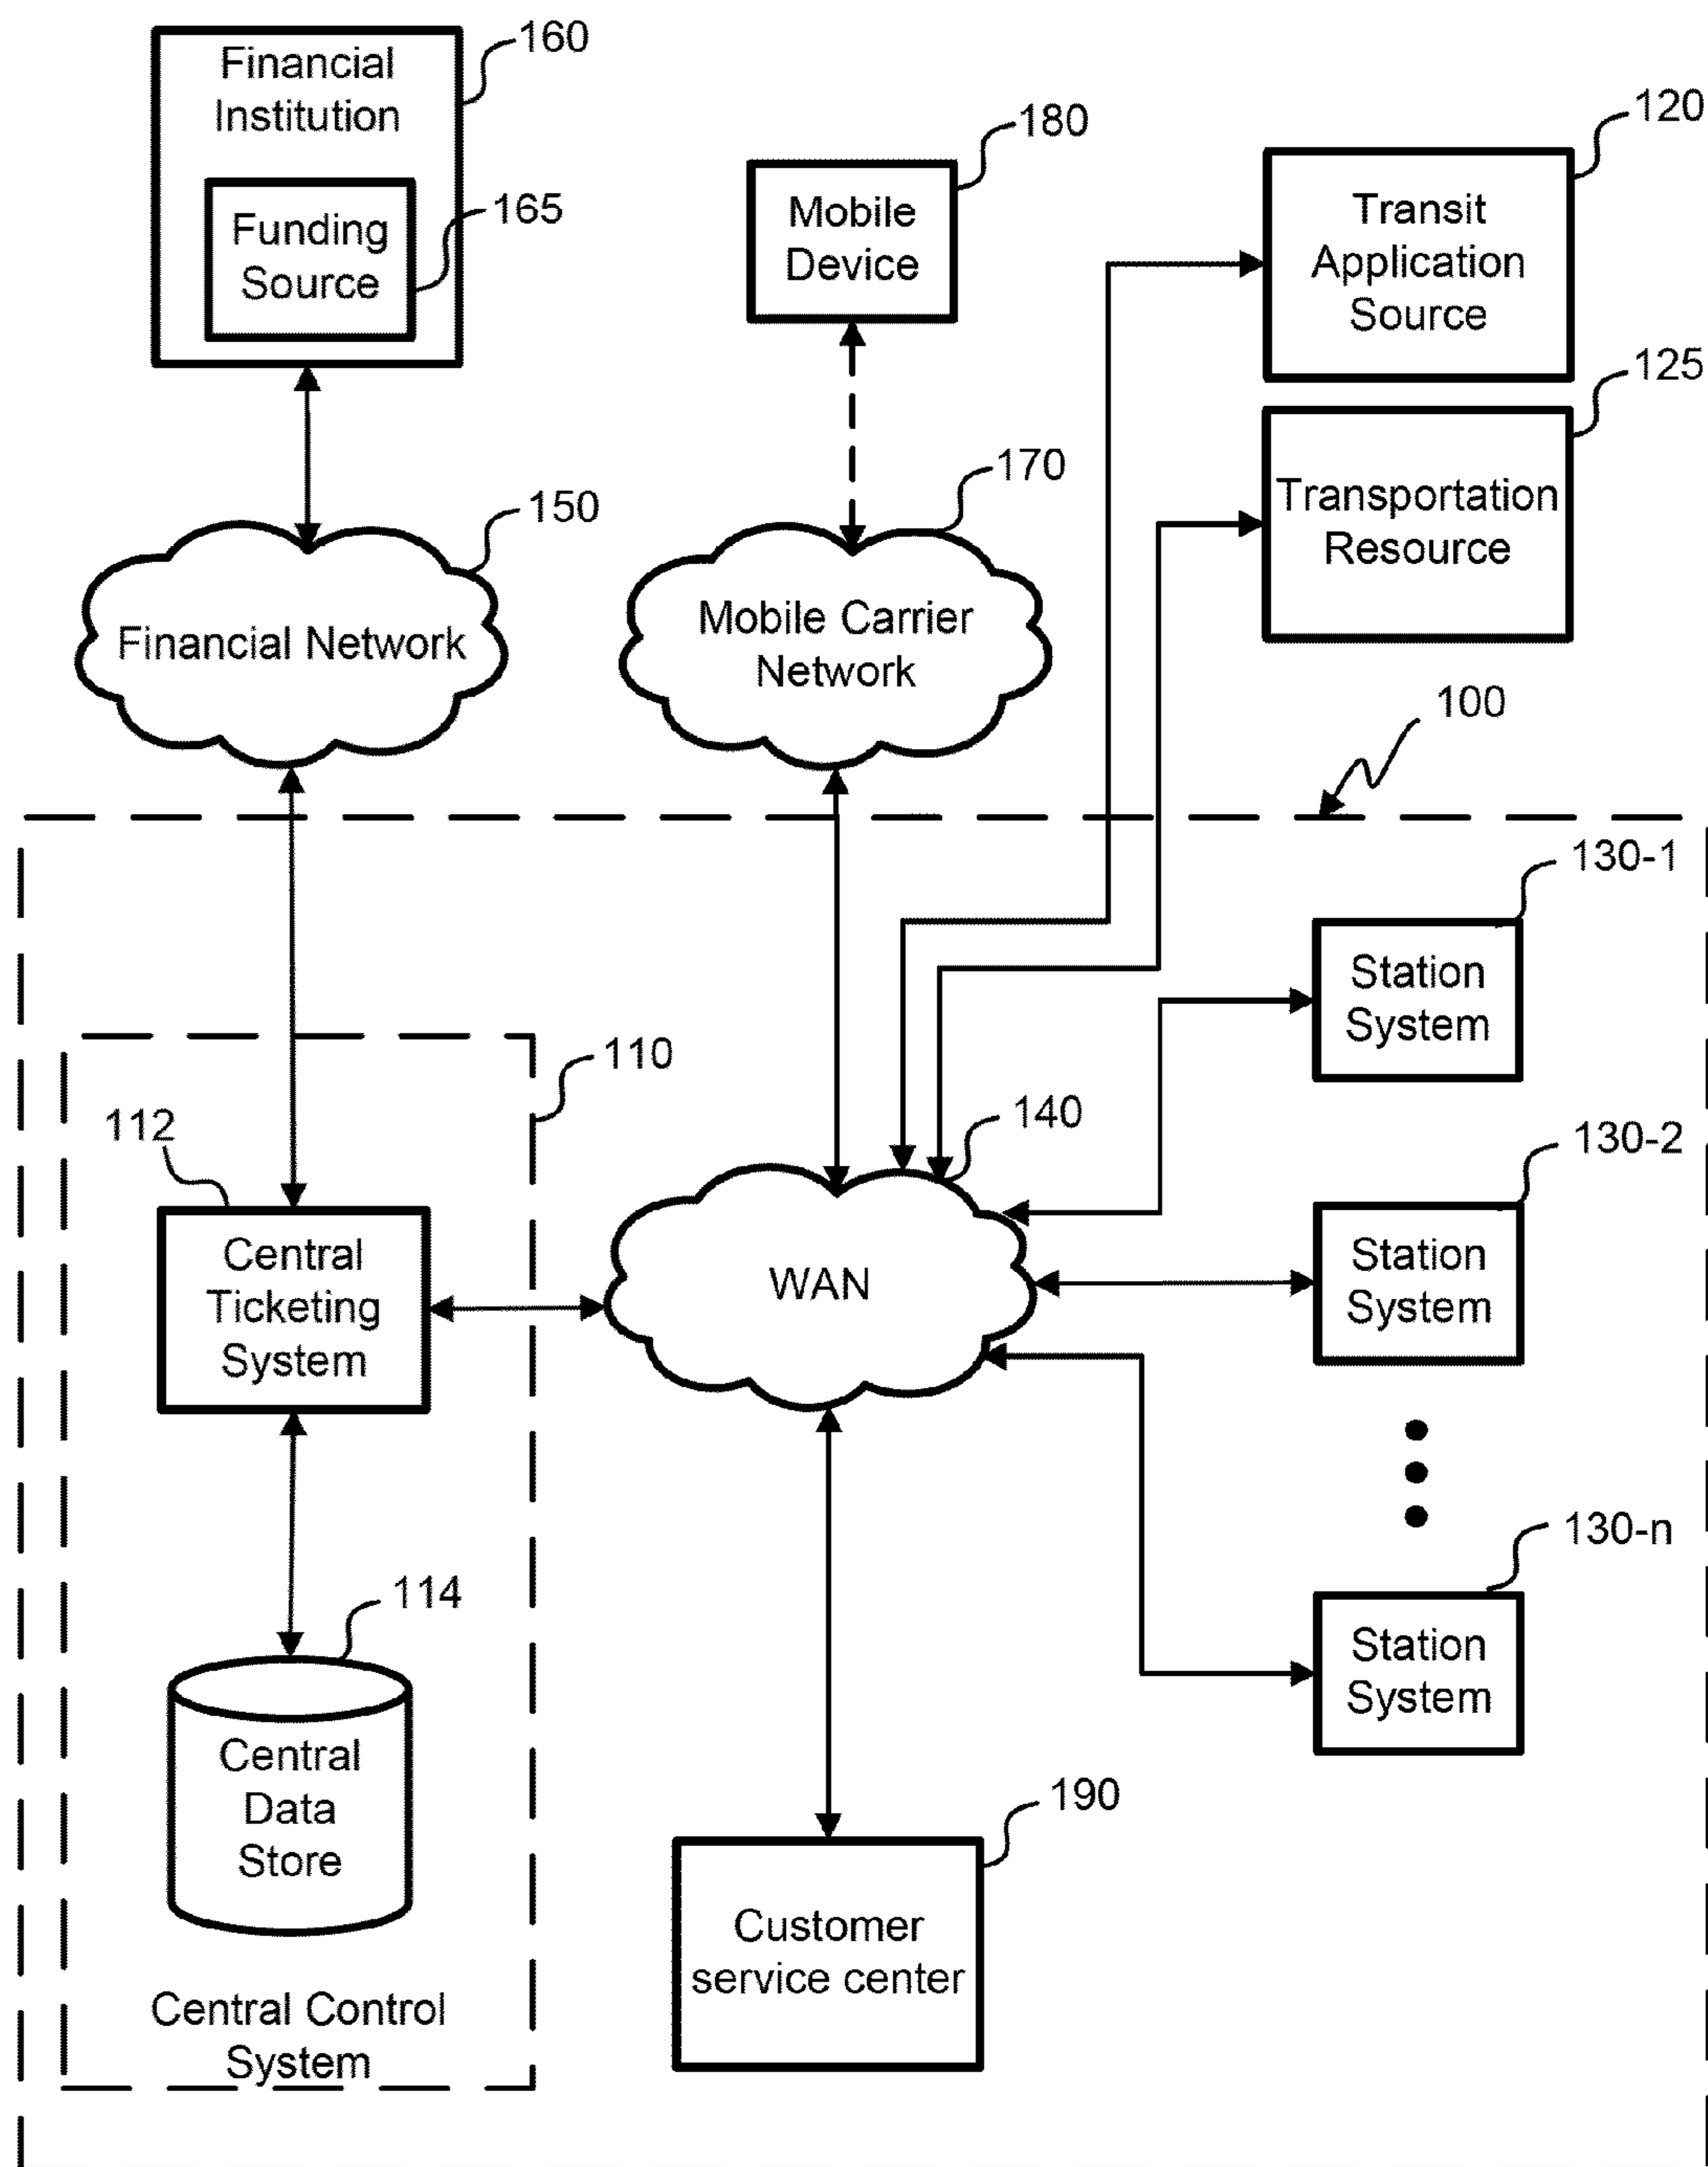 160
Financial
Institution
165
Funding
Source
180
Mobile
Device
120
Transit
Application
Source
125
Transportation
Resource
150
Financial Network
170
Mobile Carrier
Network
100
130-1
Station
System
110
112
Central
Ticketing
System
140
WAN
130-2
Station
System
130-n
Station
System
114
Central
Data
Store
Central Control
System
190
Customer
service center